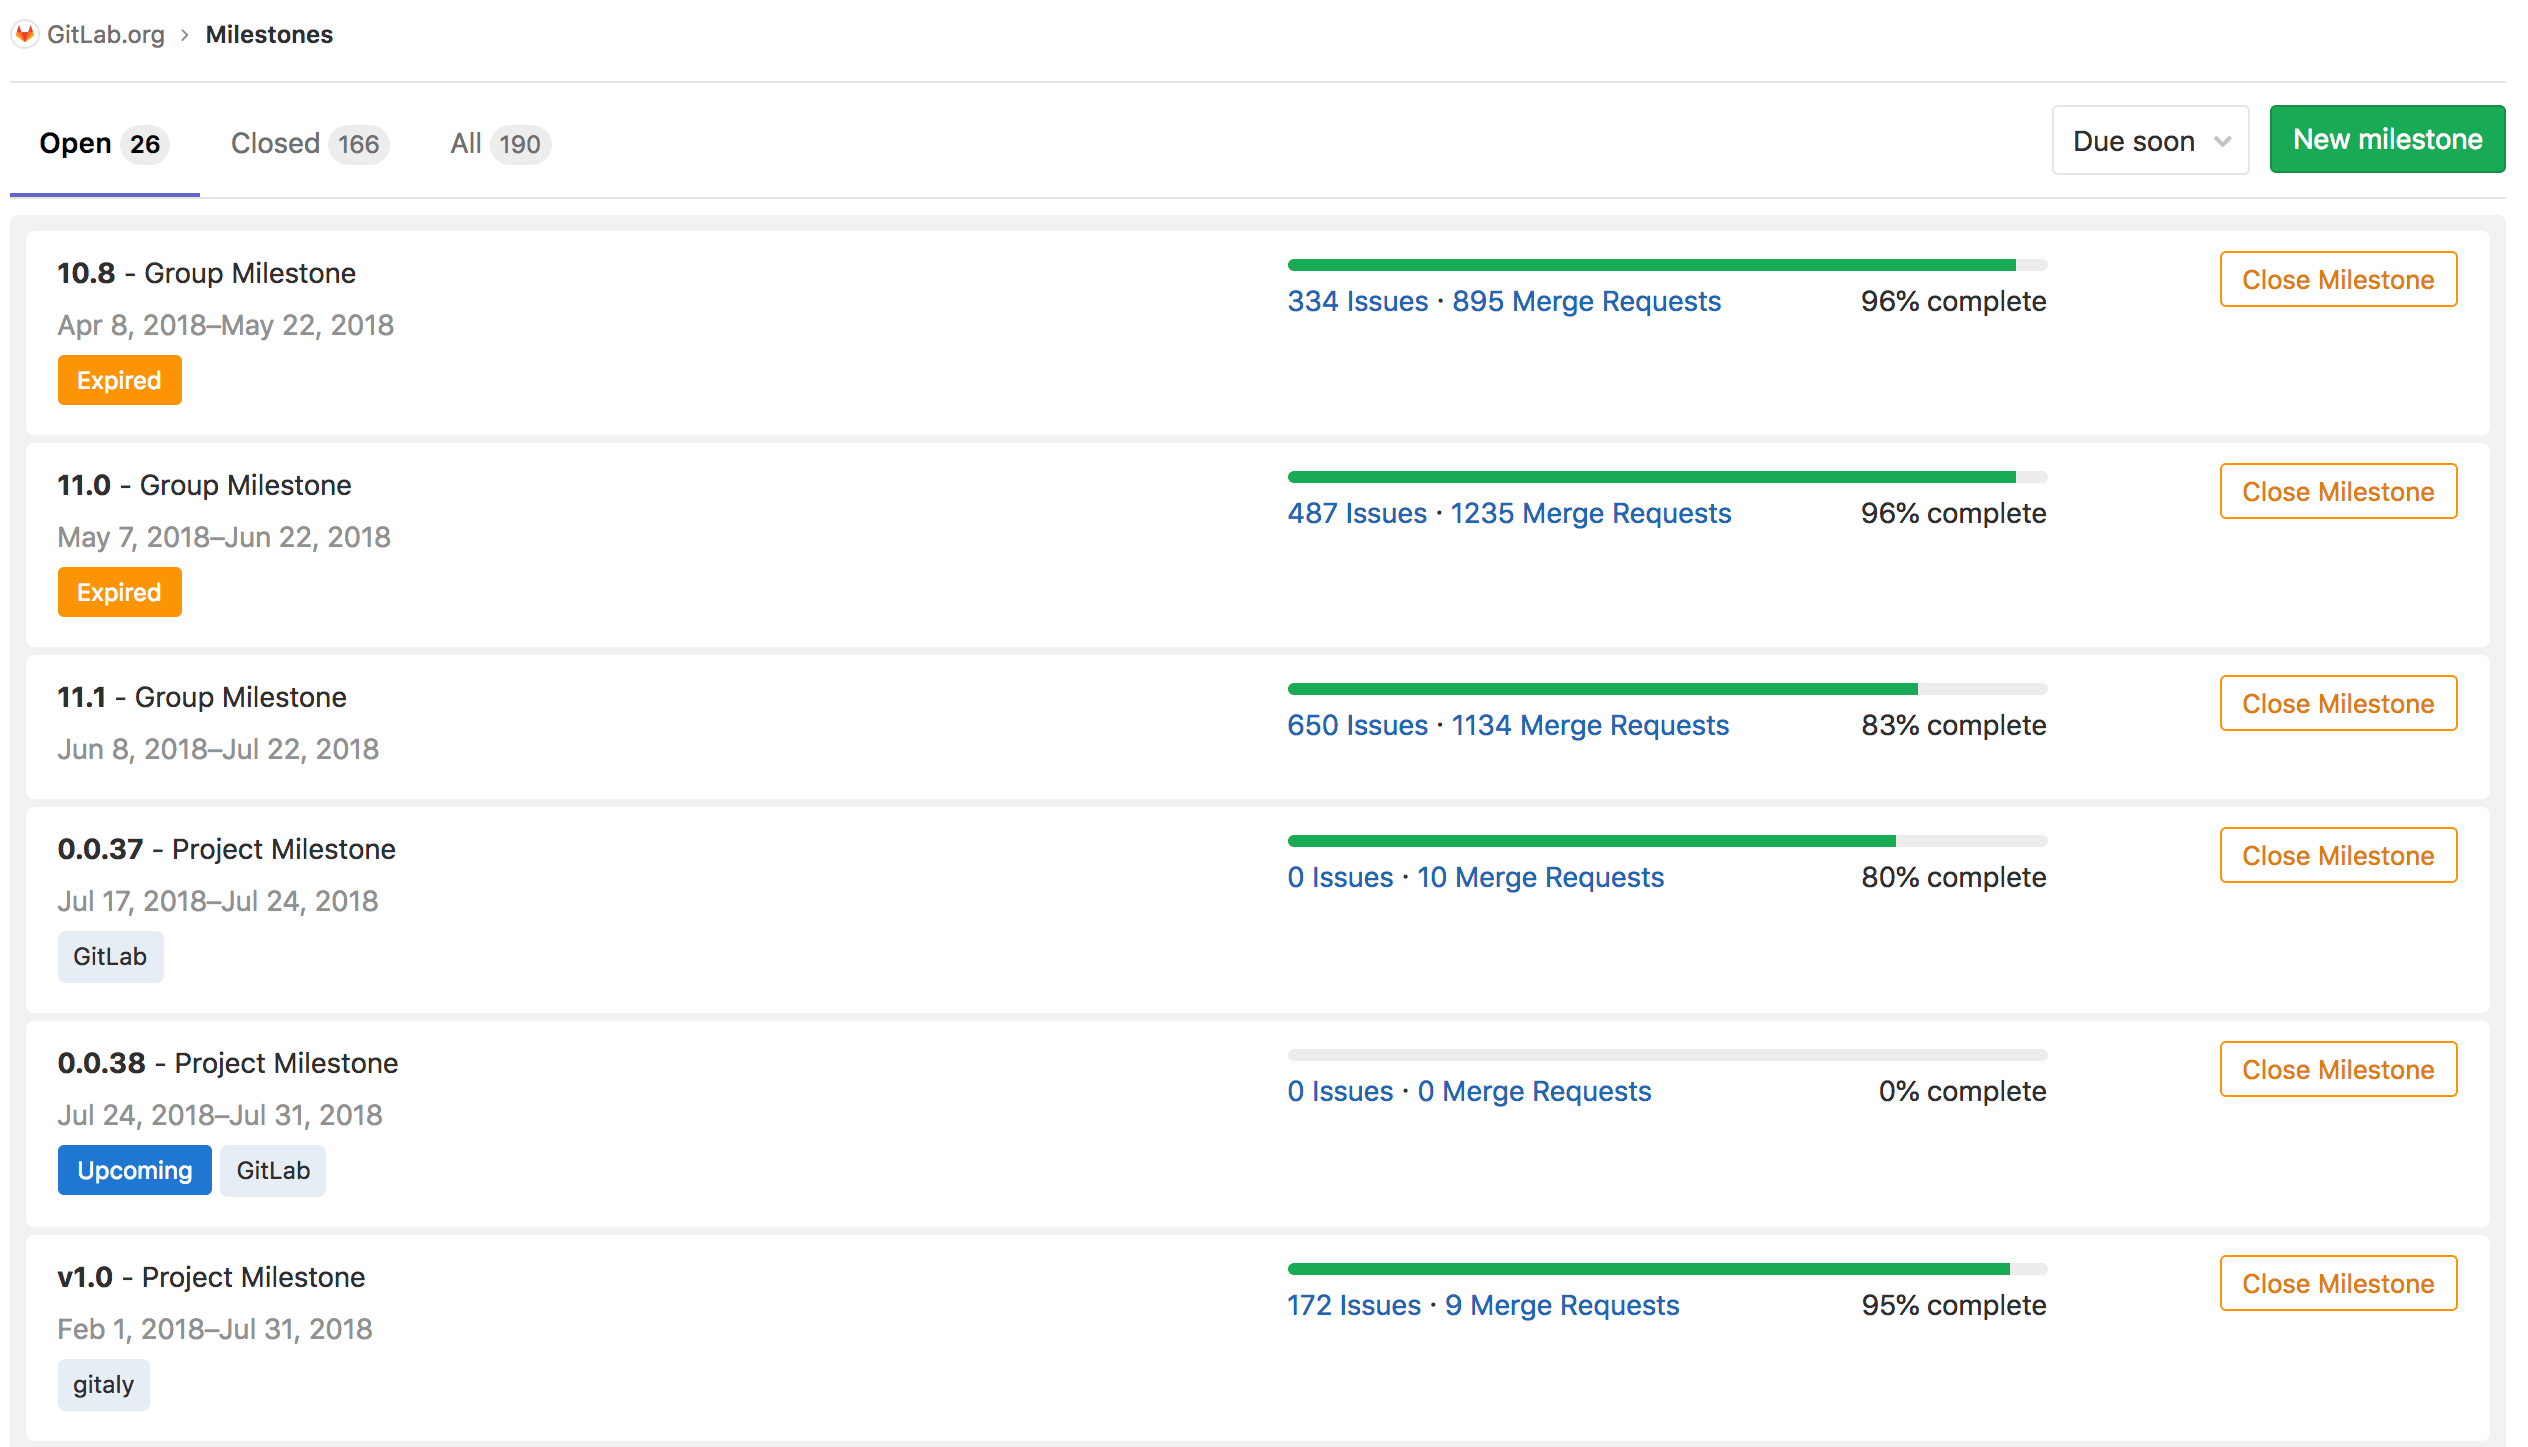 GitLab.org › Milestones
Open 26 Closed 166 All 190 Due soon New milestone
10.8 - Group Milestone
Apr 8, 2018–May 22, 2018
Expired
334 Issues · 895 Merge Requests 96% complete
Close Milestone
11.0 - Group Milestone
May 7, 2018–Jun 22, 2018
Expired
487 Issues · 1235 Merge Requests 96% complete
Close Milestone
11.1 - Group Milestone
Jun 8, 2018–Jul 22, 2018
650 Issues · 1134 Merge Requests 83% complete
Close Milestone
0.0.37 - Project Milestone
Jul 17, 2018–Jul 24, 2018
GitLab
0 Issues · 10 Merge Requests 80% complete
Close Milestone
0.0.38 - Project Milestone
Jul 24, 2018–Jul 31, 2018
Upcoming GitLab
0 Issues · 0 Merge Requests 0% complete
Close Milestone
v1.0 - Project Milestone
Feb 1, 2018–Jul 31, 2018
gitaly
172 Issues · 9 Merge Requests 95% complete
Close Milestone